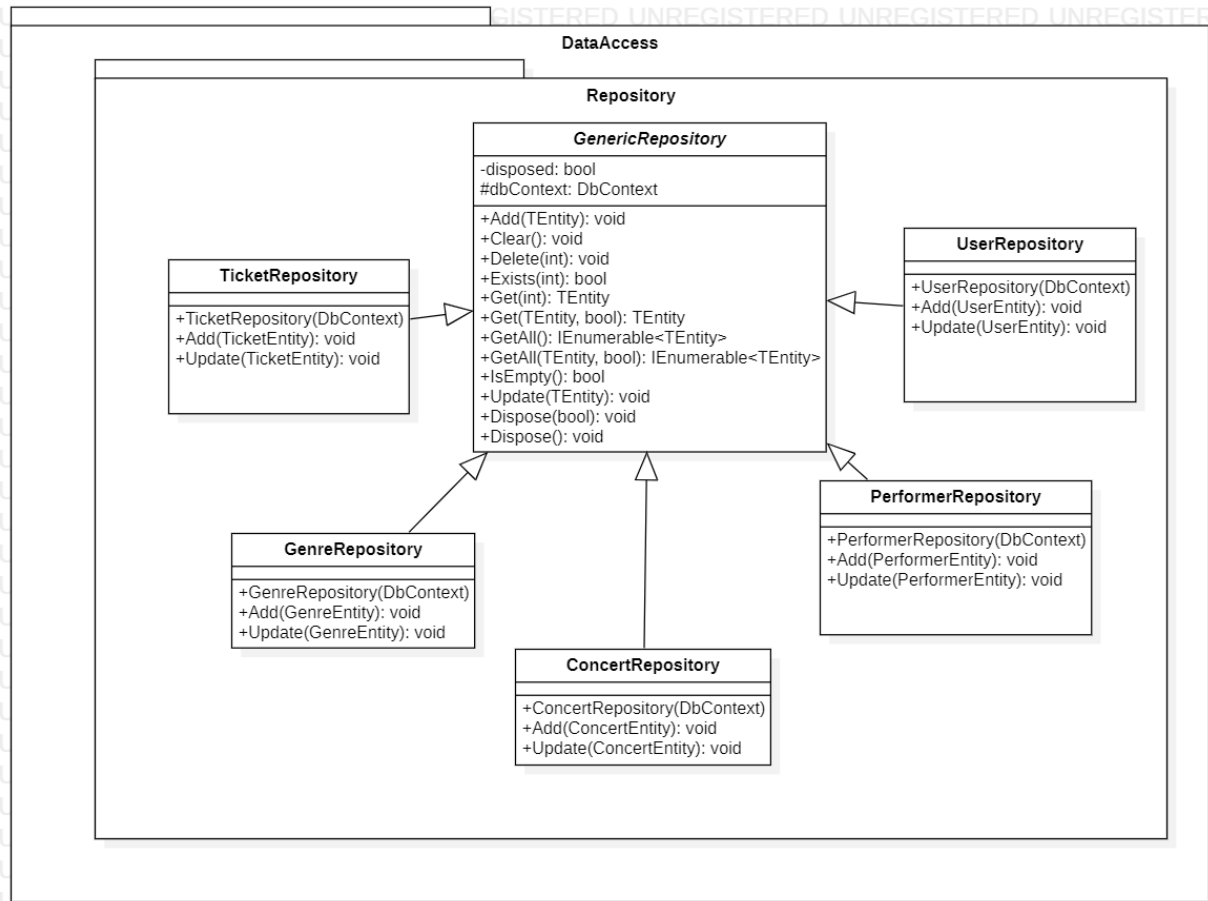 GISTERED UNREGISTERED UNREGISTERED UNREGISTER
DataAccess
Repository
GenericRepository
-disposed: bool
#dbContext: DbContext
+Add(TEntity): void
+Clear(): void
+Delete(int): void
+Exists(int): bool
+Get(int): TEntity
+Get(TEntity, bool): TEntity
+GetAll(): IEnumerable<TEntity>
+GetAll(TEntity, bool): IEnumerable<TEntity>
+IsEmpty(): bool
+Update(TEntity): void
+Dispose(bool): void
+Dispose(): void
UserRepository
+UserRepository(DbContext)
+Add(UserEntity): void
+Update(UserEntity): void
TicketRepository
+TicketRepository(DbContext)
+Add(TicketEntity): void
+Update(TicketEntity): void
PerformerRepository
+PerformerRepository(DbContext)
+Add(PerformerEntity): void
+Update(PerformerEntity): void
GenreRepository
+GenreRepository(DbContext)
+Add(GenreEntity): void
+Update(GenreEntity): void
ConcertRepository
+ConcertRepository(DbContext)
+Add(ConcertEntity): void
+Update(ConcertEntity): void